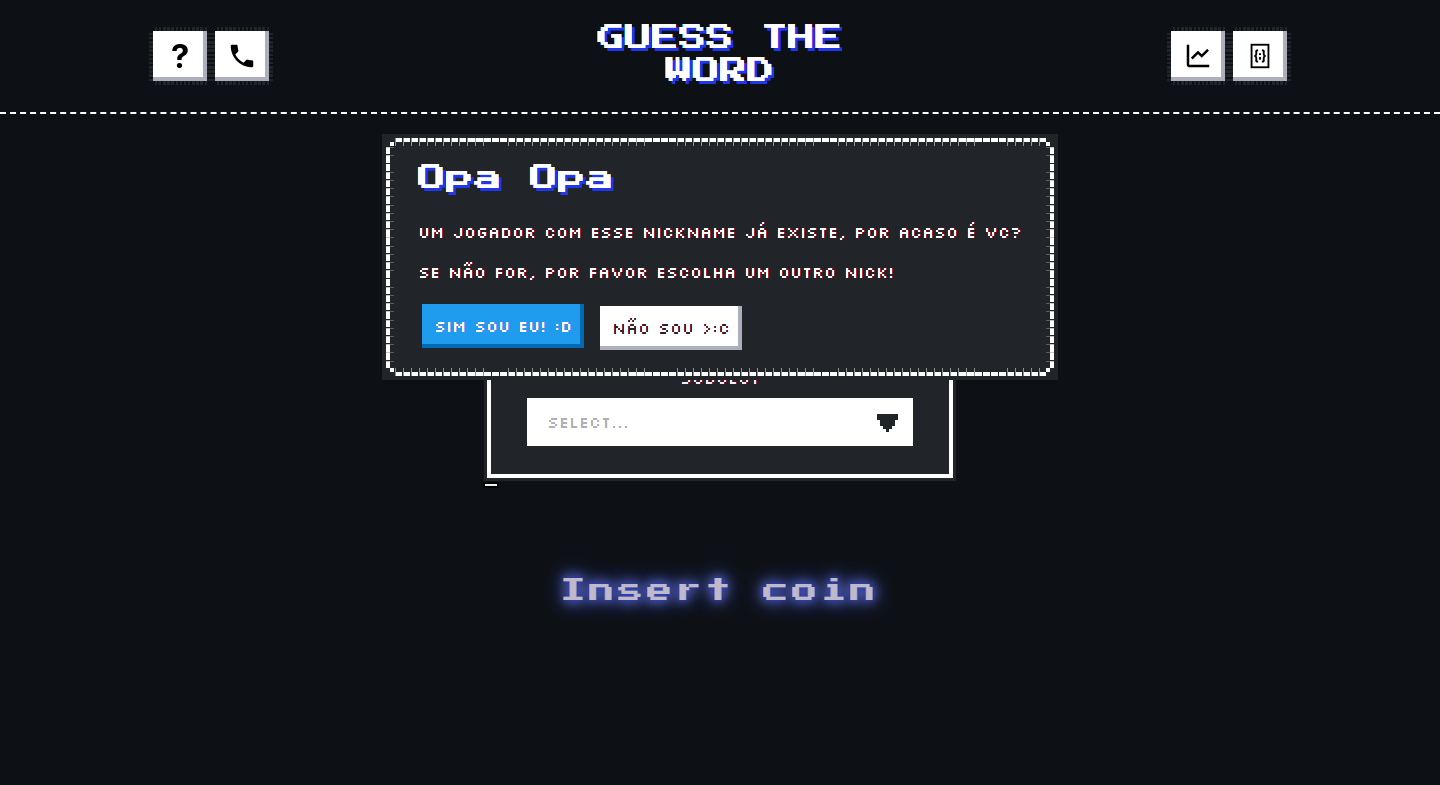 ?
GUESS THE
WORD
Opa Opa
UM JOGADOR COM ESSE NICKNAME JÁ EXISTE, POR ACASO É VC?
SE NÃO FOR, POR FAVOR ESCOLHA UM OUTRO NICK!
SIM SOU EU! :D
NÃO SOU >:C
SELECT...
Insert coin